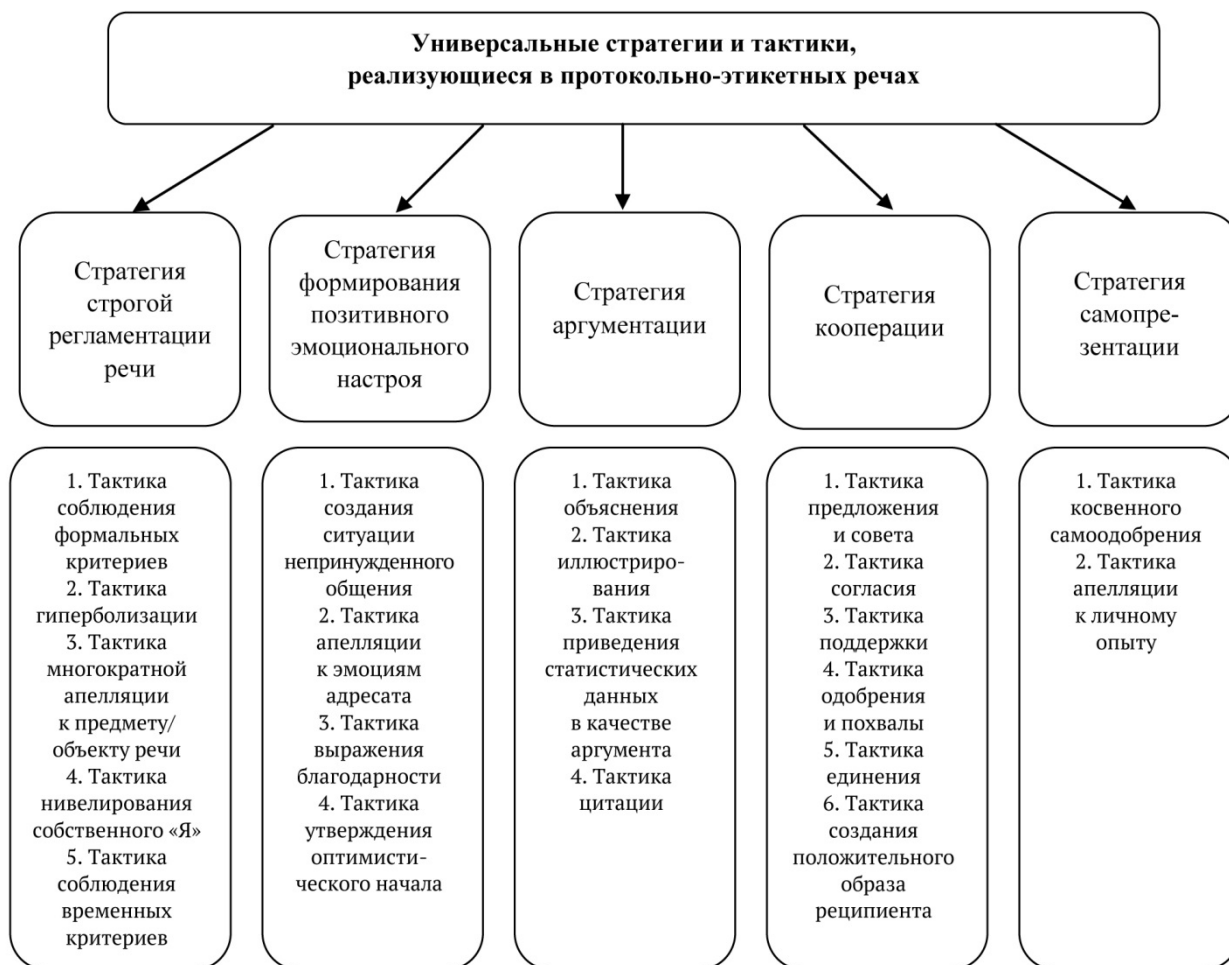 Универсальные стратегии и тактики,
реализующиеся в протокольно-этикетных речах
Стратегия
строгой
регламентации
речи
Стратегия
формирования
позитивного
эмоционального
настроя
Стратегия
аргументации
Стратегия
кооперации
Стратегия
самопре-
зентации
1. Тактика
соблюдения
формальных
критериев
2. Тактика
гиперболизации
3. Тактика
многократной
апелляции
к предмету/
объекту речи
4. Тактика
нивелирования
собственного «Я»
5. Тактика
соблюдения
временных
критериев
1. Тактика
создания
ситуации
непринужденного
общения
2. Тактика
апелляции
к эмоциям
адресата
3. Тактика
выражения
благодарности
4. Тактика
утверждения
оптимисти-
ческого начала
1. Тактика
объяснения
2. Тактика
иллюстриро-
вания
3. Тактика
приведения
статистических
данных
в качестве
аргумента
4. Тактика
цитации
1. Тактика
предложения
и совета
2. Тактика
согласия
3. Тактика
поддержки
4. Тактика
одобрения
и похвалы
5. Тактика
единения
6. Тактика
создания
положительного
образа
реципиента
1. Тактика
косвенного
самоодобрения
2. Тактика
апелляции
к личному
опыту